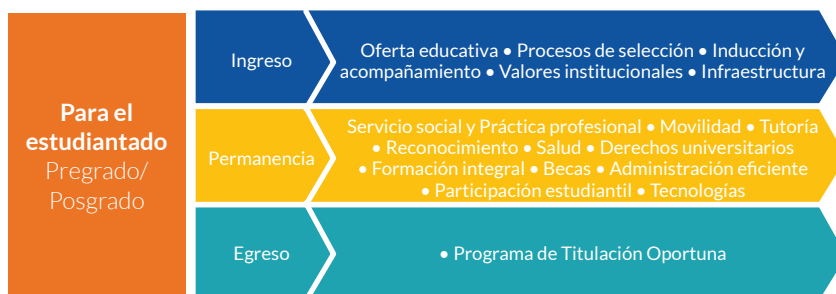 Para el
estudiantado
Pregrado/
Posgrado
Ingreso
Oferta educativa • Procesos de selección • Inducción y
acompañamiento • Valores institucionales • Infraestructura
Permanencia
Servicio social y Práctica profesional • Movilidad • Tutoría
• Reconocimiento • Salud • Derechos universitarios
• Formación integral • Becas • Administración eficiente
• Participación estudiantil • Tecnologías
Egreso
• Programa de Titulación Oportuna